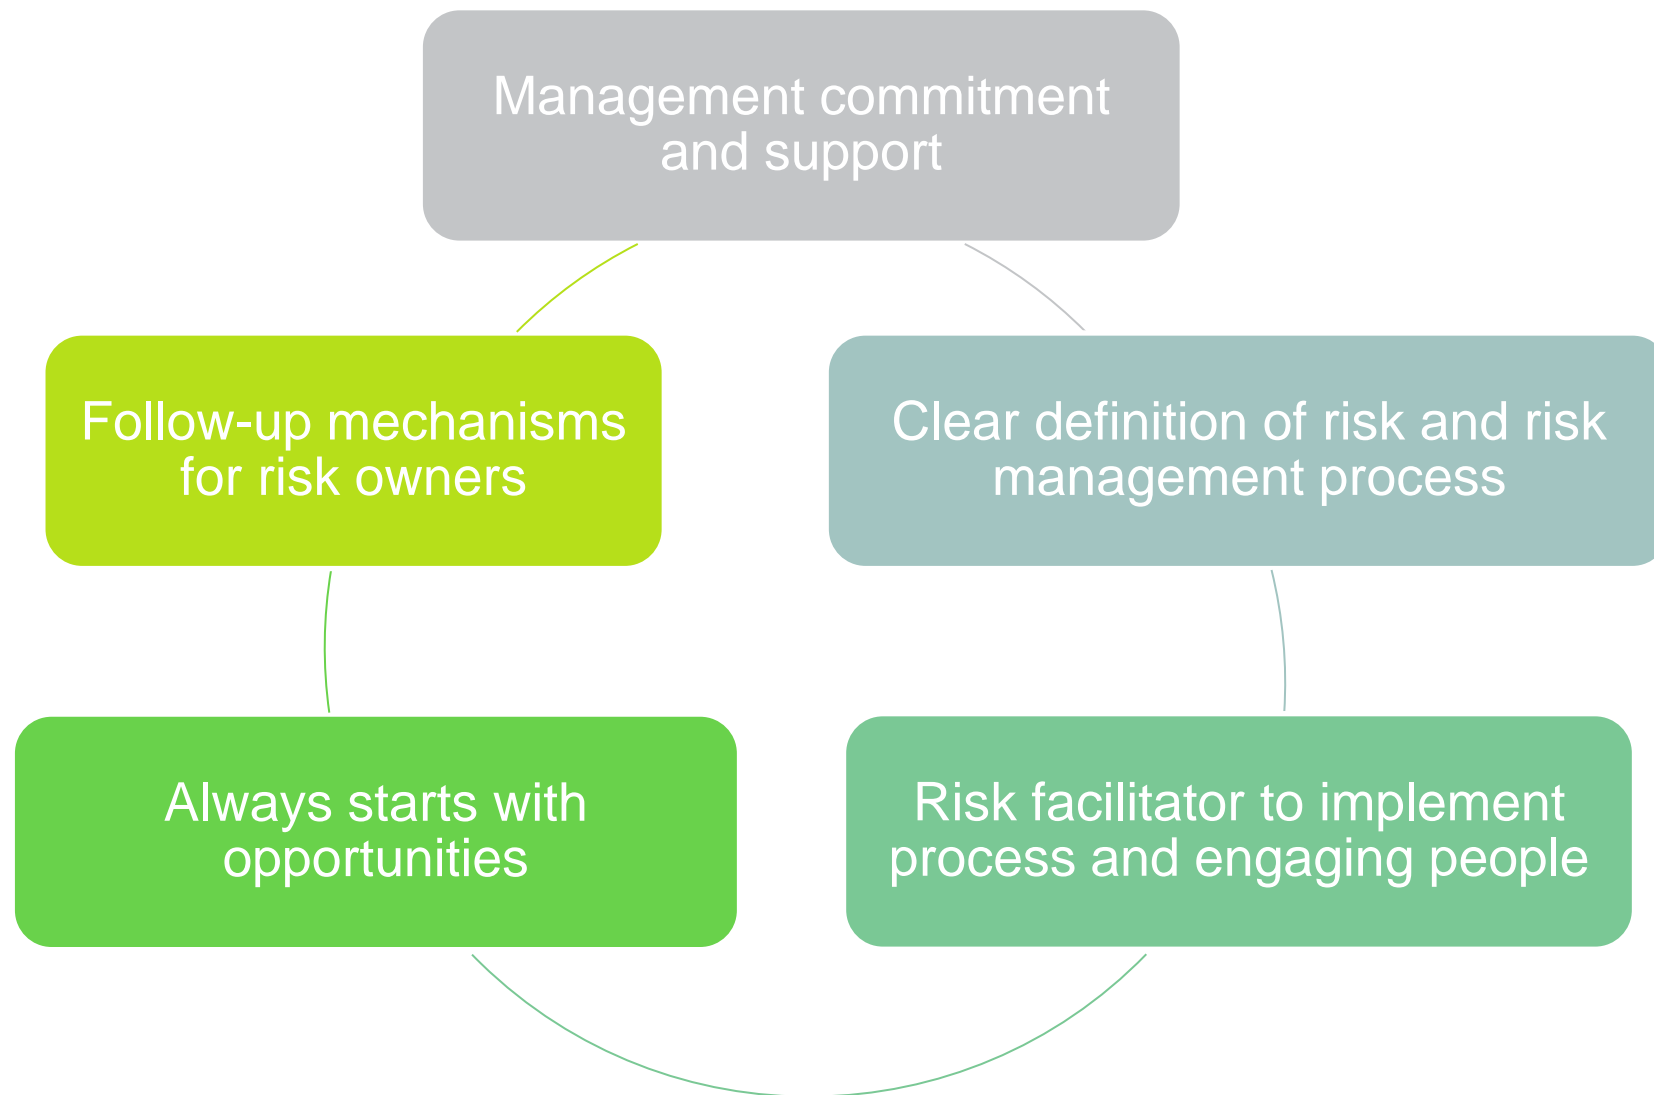 Management commitment
and support
Clear definition of risk and risk
management process
Risk facilitator to implement
process and engaging people
Always starts with
opportunities
Follow-up mechanisms
for risk owners